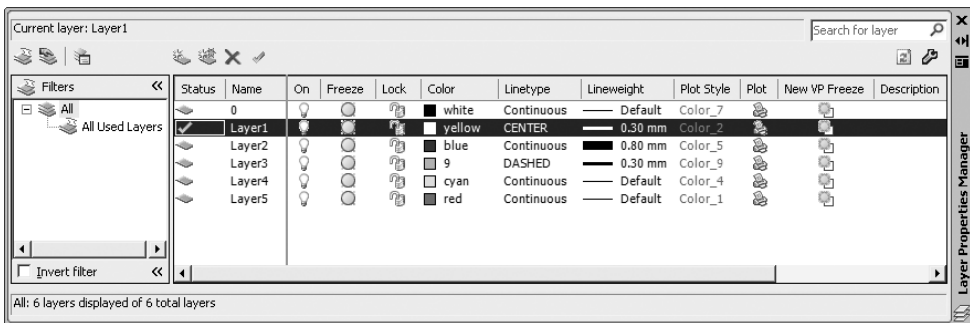 Current layer: Layer1
Search for layer
Filters
Status Name On Freeze Lock Color Linetype Lineweight Plot Style Plot New VP Freeze Description
All
All Used Layers
0 white Continuous Default Color_7
Layer1 yellow CENTER 0.30 mm Color_2
Layer2 blue Continuous 0.80 mm Color_5
Layer3 9 DASHED 0.30 mm Color_9
Layer4 cyan Continuous Default Color_4
Layer5 red Continuous Default Color_1
Invert filter
All: 6 layers displayed of 6 total layers
Layer Properties Manager